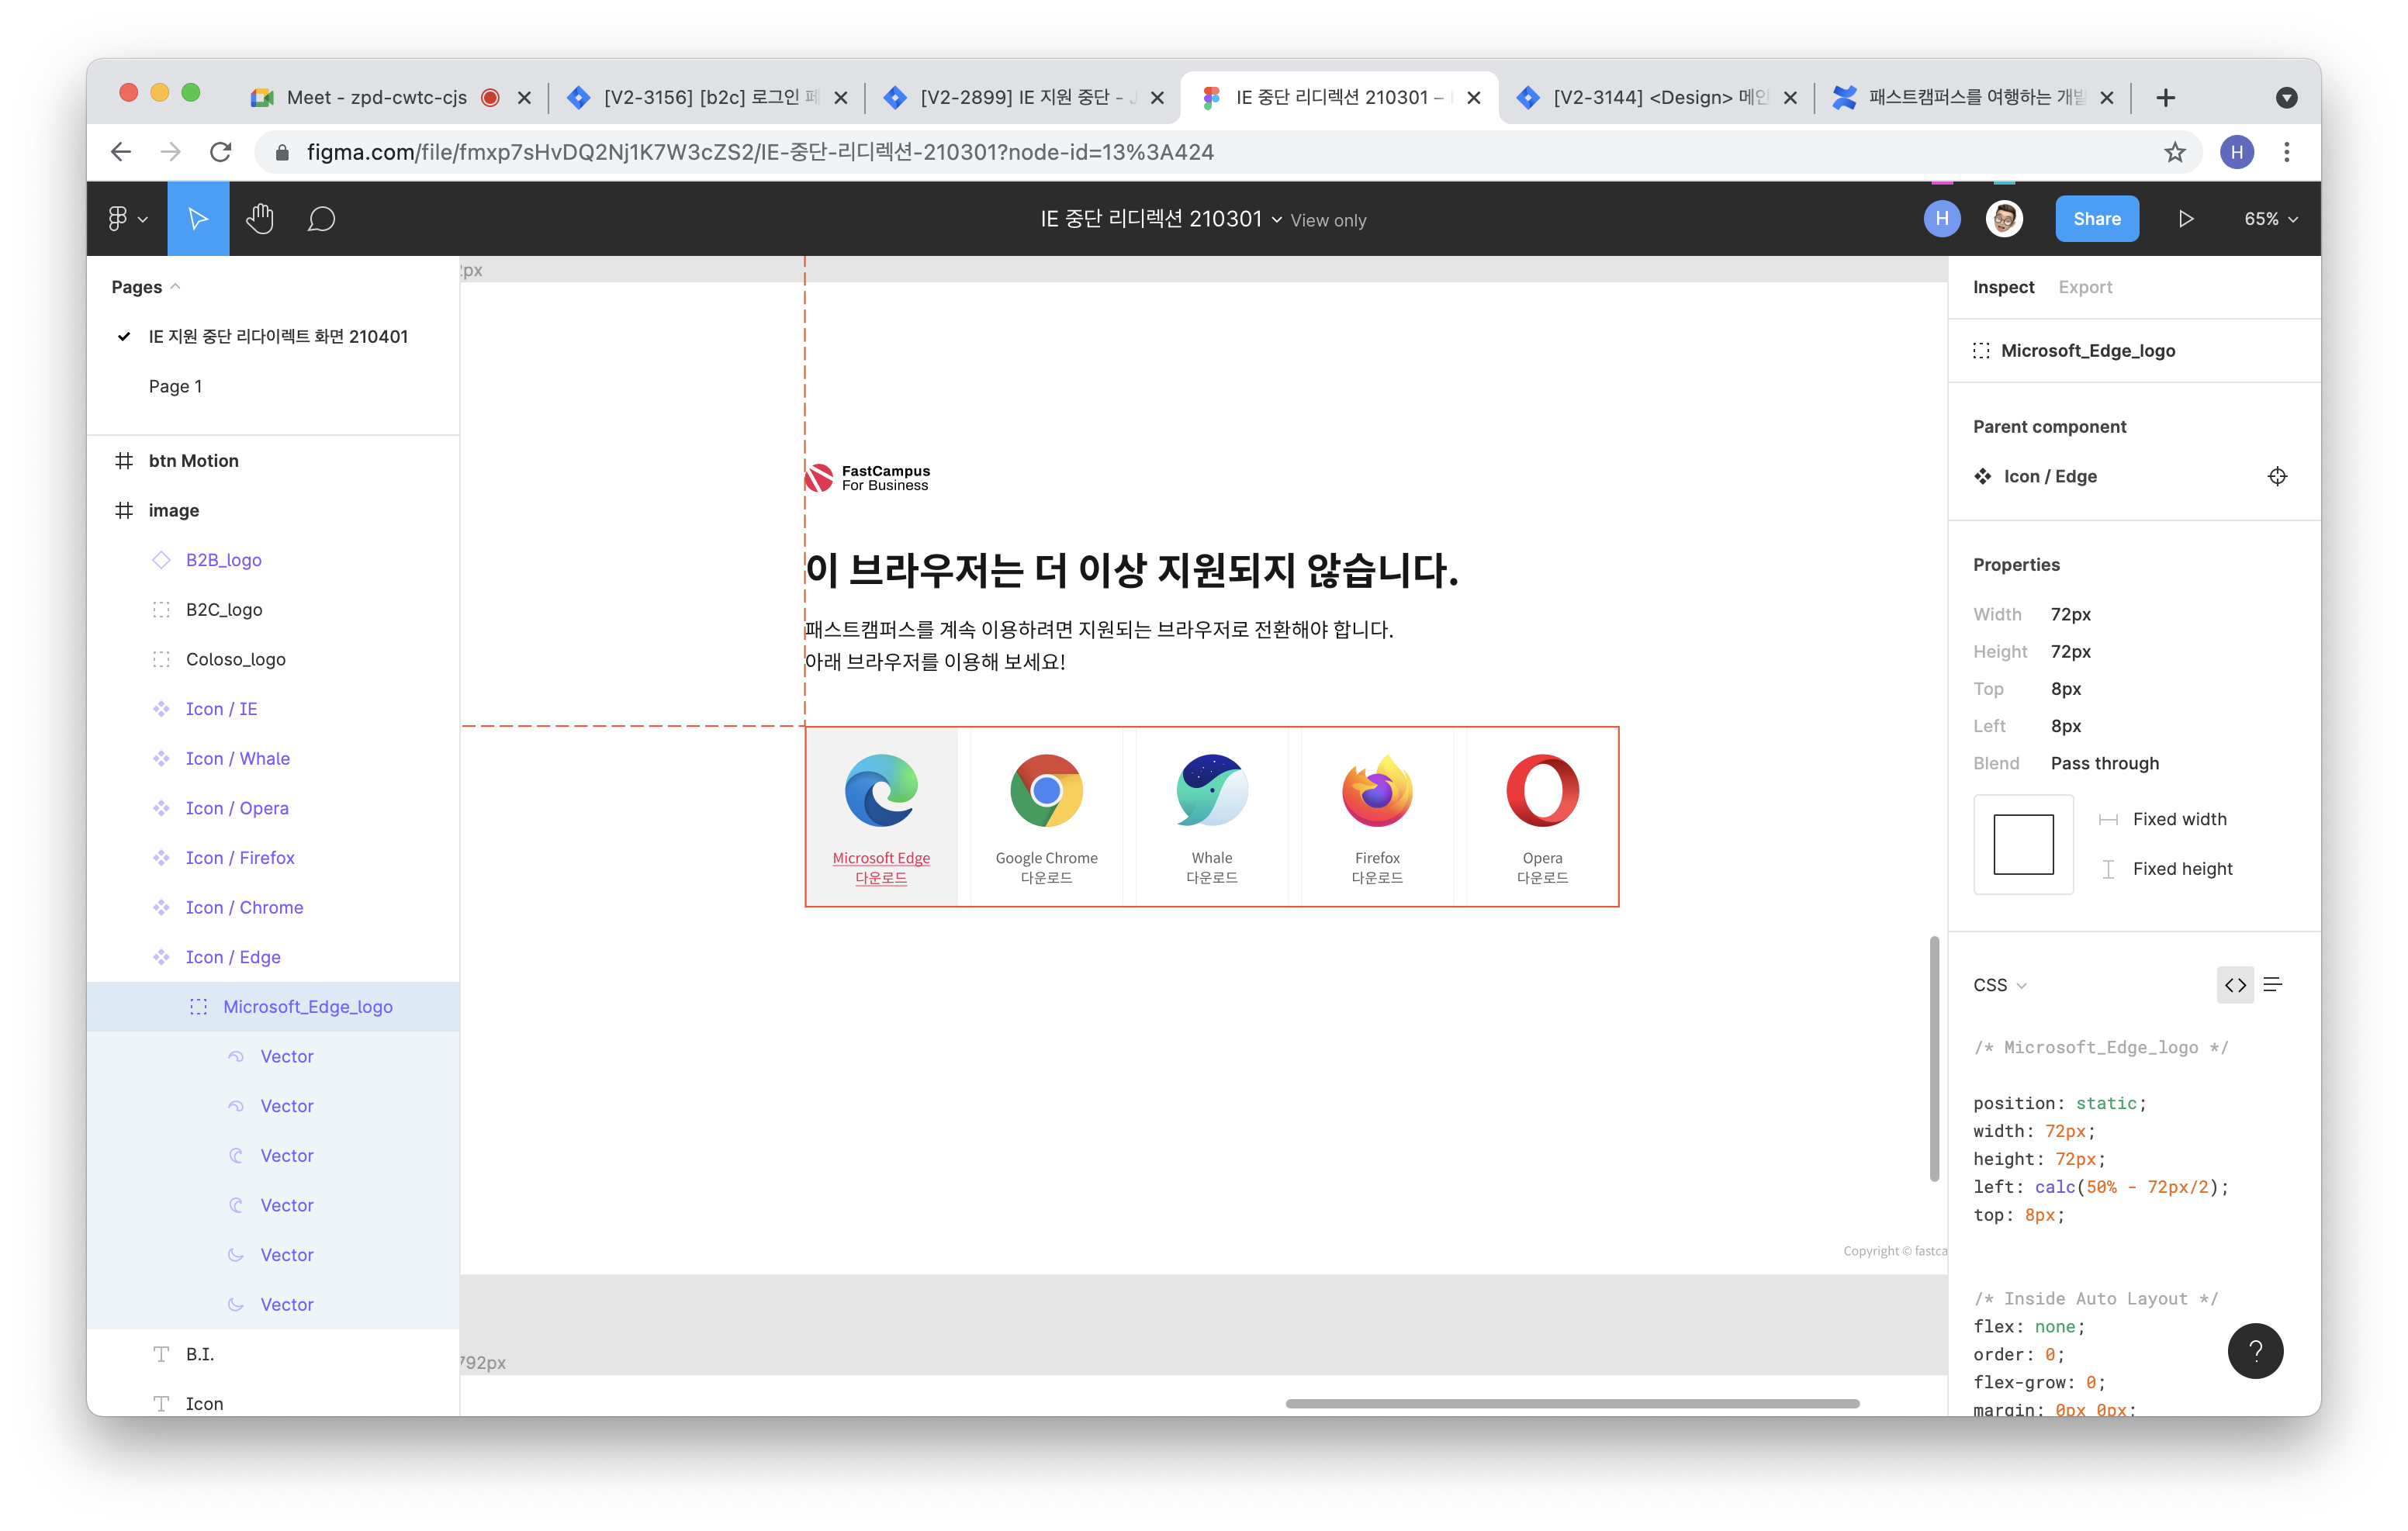 Meet - zpd-cwtc-cjs
[V2-3156] [b2c] 로그인 페
[V2-2899] IE 지원 중단 - J
IE 중단 리디렉션 210301 –
[V2-3144] <Design> 메인
패스트캠퍼스를 여행하는 개발
figma.com/file/fmxp7sHvDQ2Nj1K7W3cZS2/IE-중단-리디렉션-210301?node-id=13%3A424
H
IE 중단 리디렉션 210301
View only
H
Share
65%
Pages
IE 지원 중단 리다이렉트 화면 210401
Page 1
btn Motion
image
B2B_logo
B2C_logo
Coloso_logo
Icon / IE
Icon / Whale
Icon / Opera
Icon / Firefox
Icon / Chrome
Icon / Edge
Microsoft_Edge_logo
Vector
Vector
Vector
Vector
Vector
Vector
B.I.
Icon
px
FastCampus
For Business
이 브라우저는 더 이상 지원되지 않습니다.
패스트캠퍼스를 계속 이용하려면 지원되는 브라우저로 전환해야 합니다.
아래 브라우저를 이용해 보세요!
Microsoft Edge
다운로드
Google Chrome
다운로드
Whale
다운로드
Firefox
다운로드
Opera
다운로드
Copyright © fastca
792px
Inspect
Export
Microsoft_Edge_logo
Parent component
Icon / Edge
Properties
Width 72px
Height 72px
Top 8px
Left 8px
Blend Pass through
Fixed width
Fixed height
CSS
/* Microsoft_Edge_logo */
position: static;
width: 72px;
height: 72px;
left: calc(50% - 72px/2);
top: 8px;
/* Inside Auto Layout */
flex: none;
order: 0;
flex-grow: 0;
margin: 0px 0px;
?